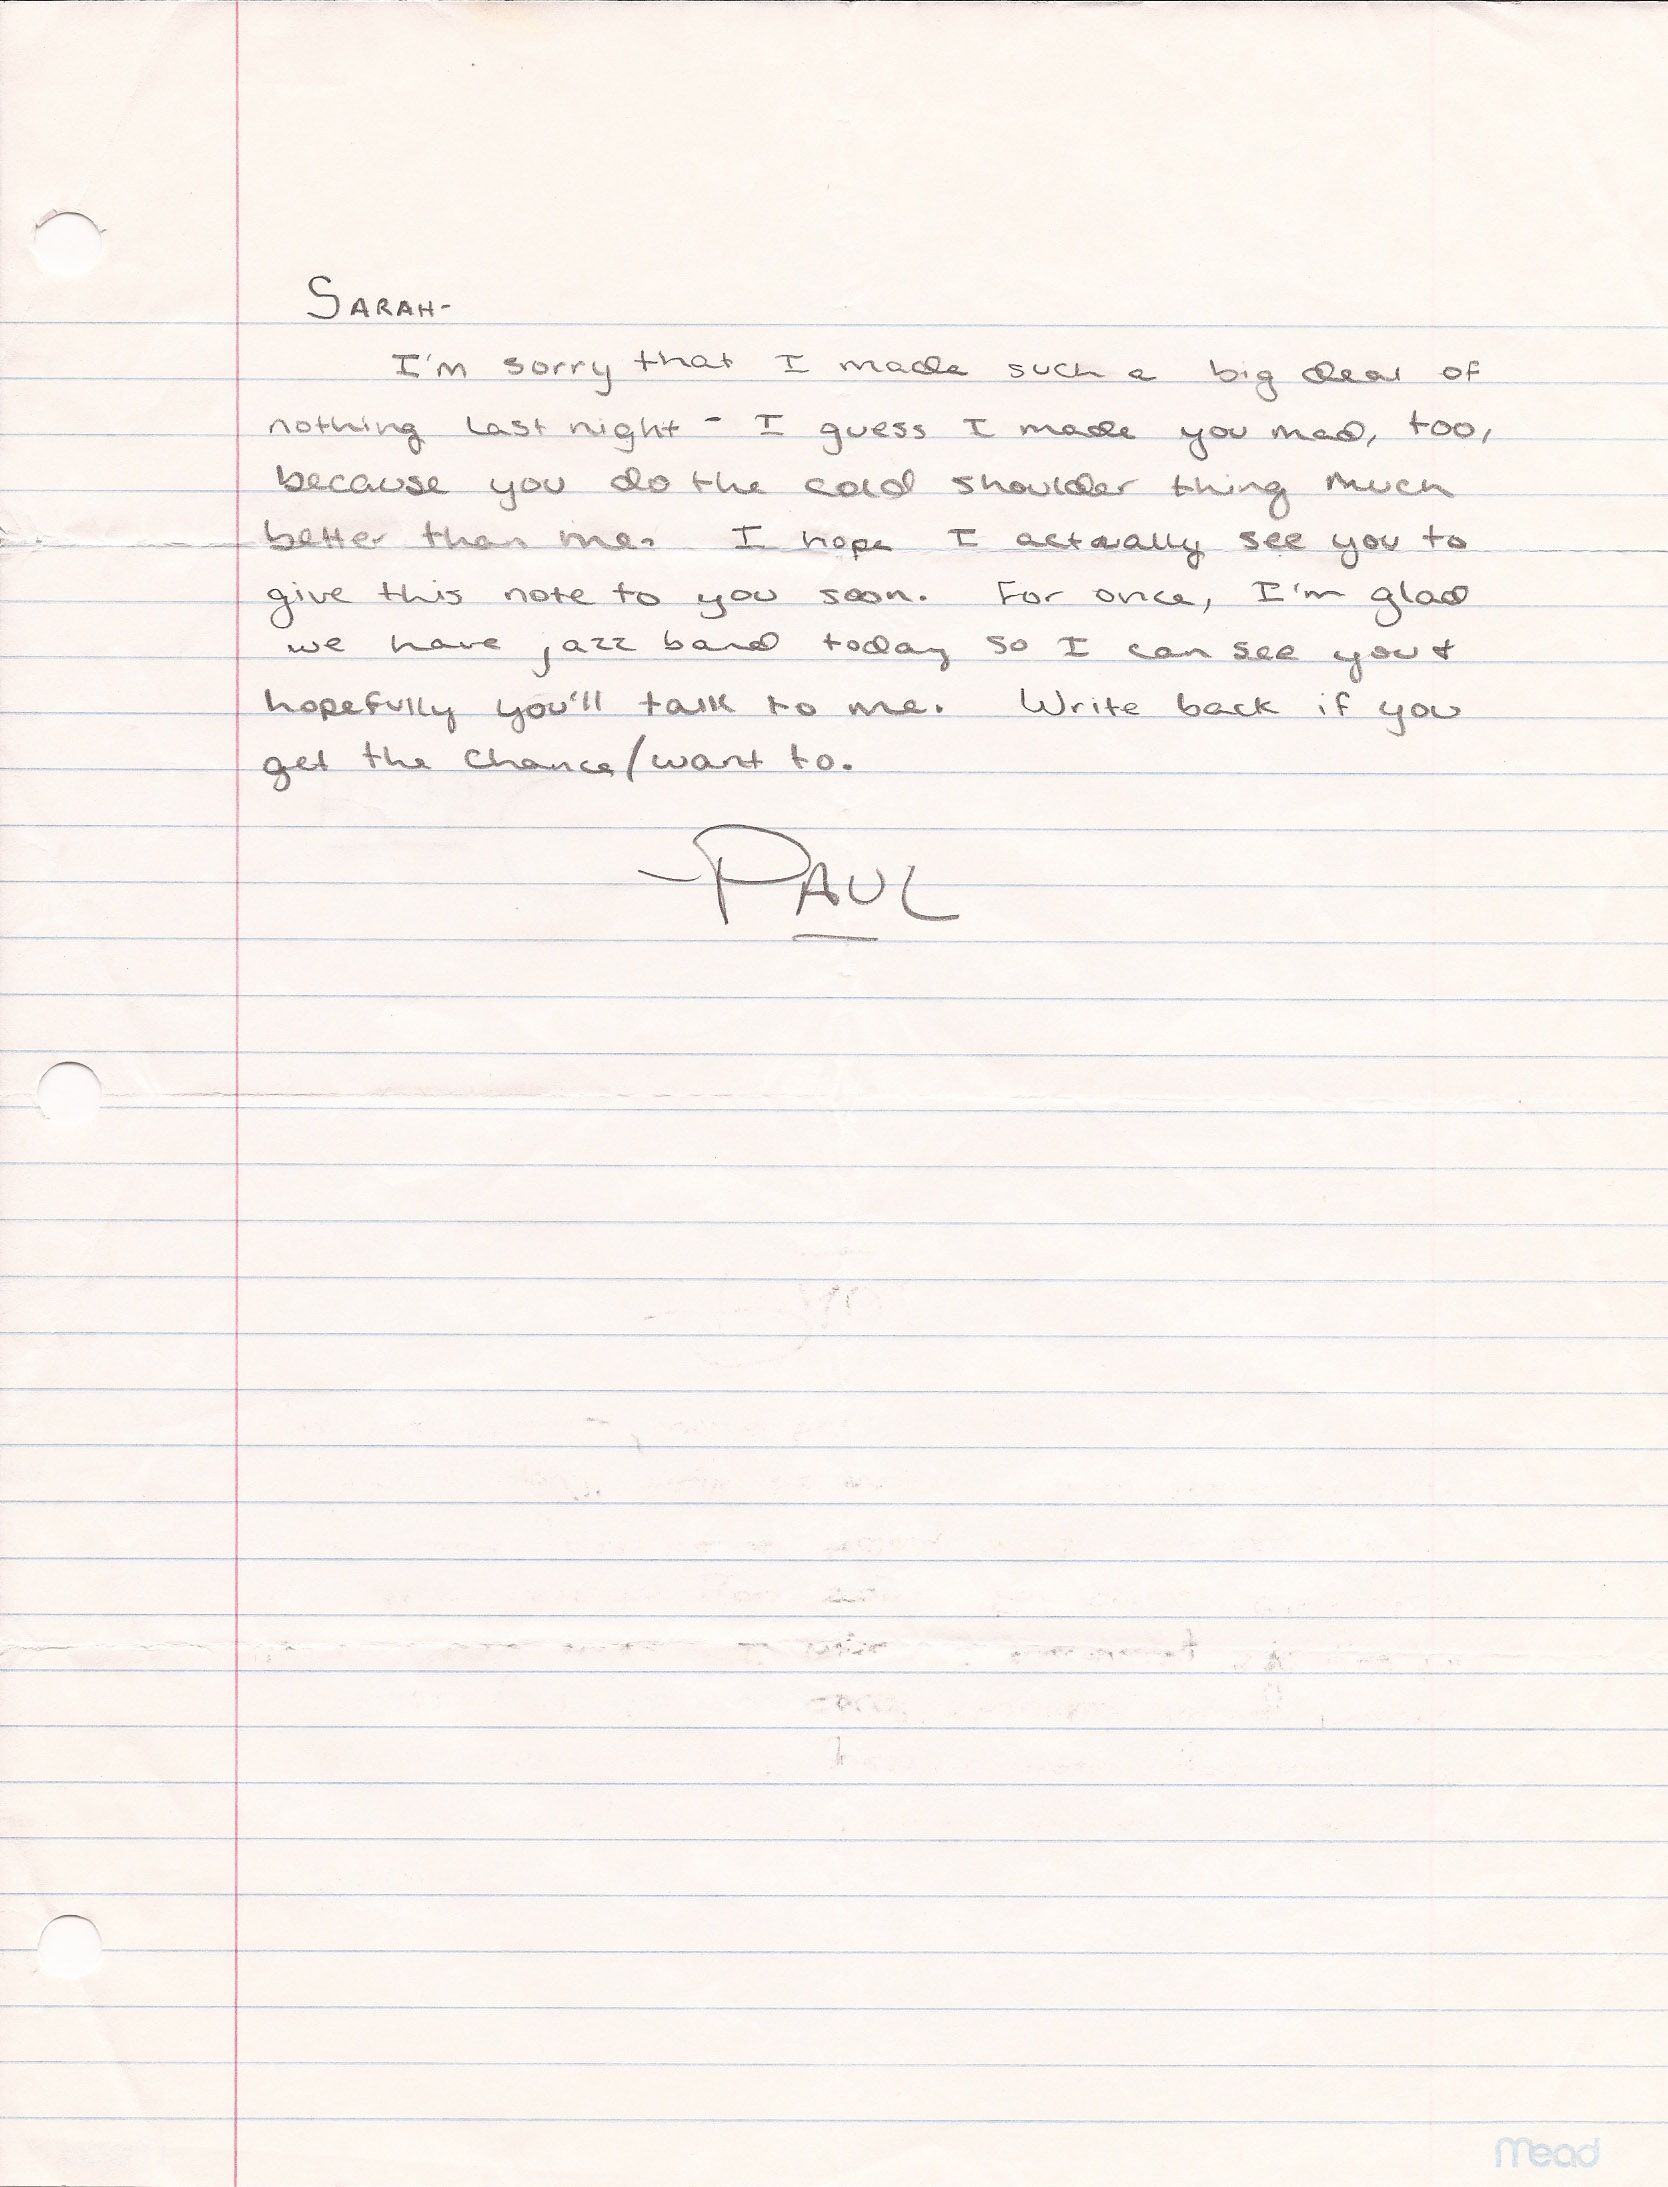 SARAH-
I'm sorry that I made such a big deal of
nothing last night - I guess I made you mad, too,
because you do the cold shoulder thing much
better than me. I hope I actually see you to
give this note to you soon. For once, I'm glad
we have jazz band today so I can see you &
hopefully you'll talk to me. Write back if you
get the chance/want to.
-PAUL
Mead